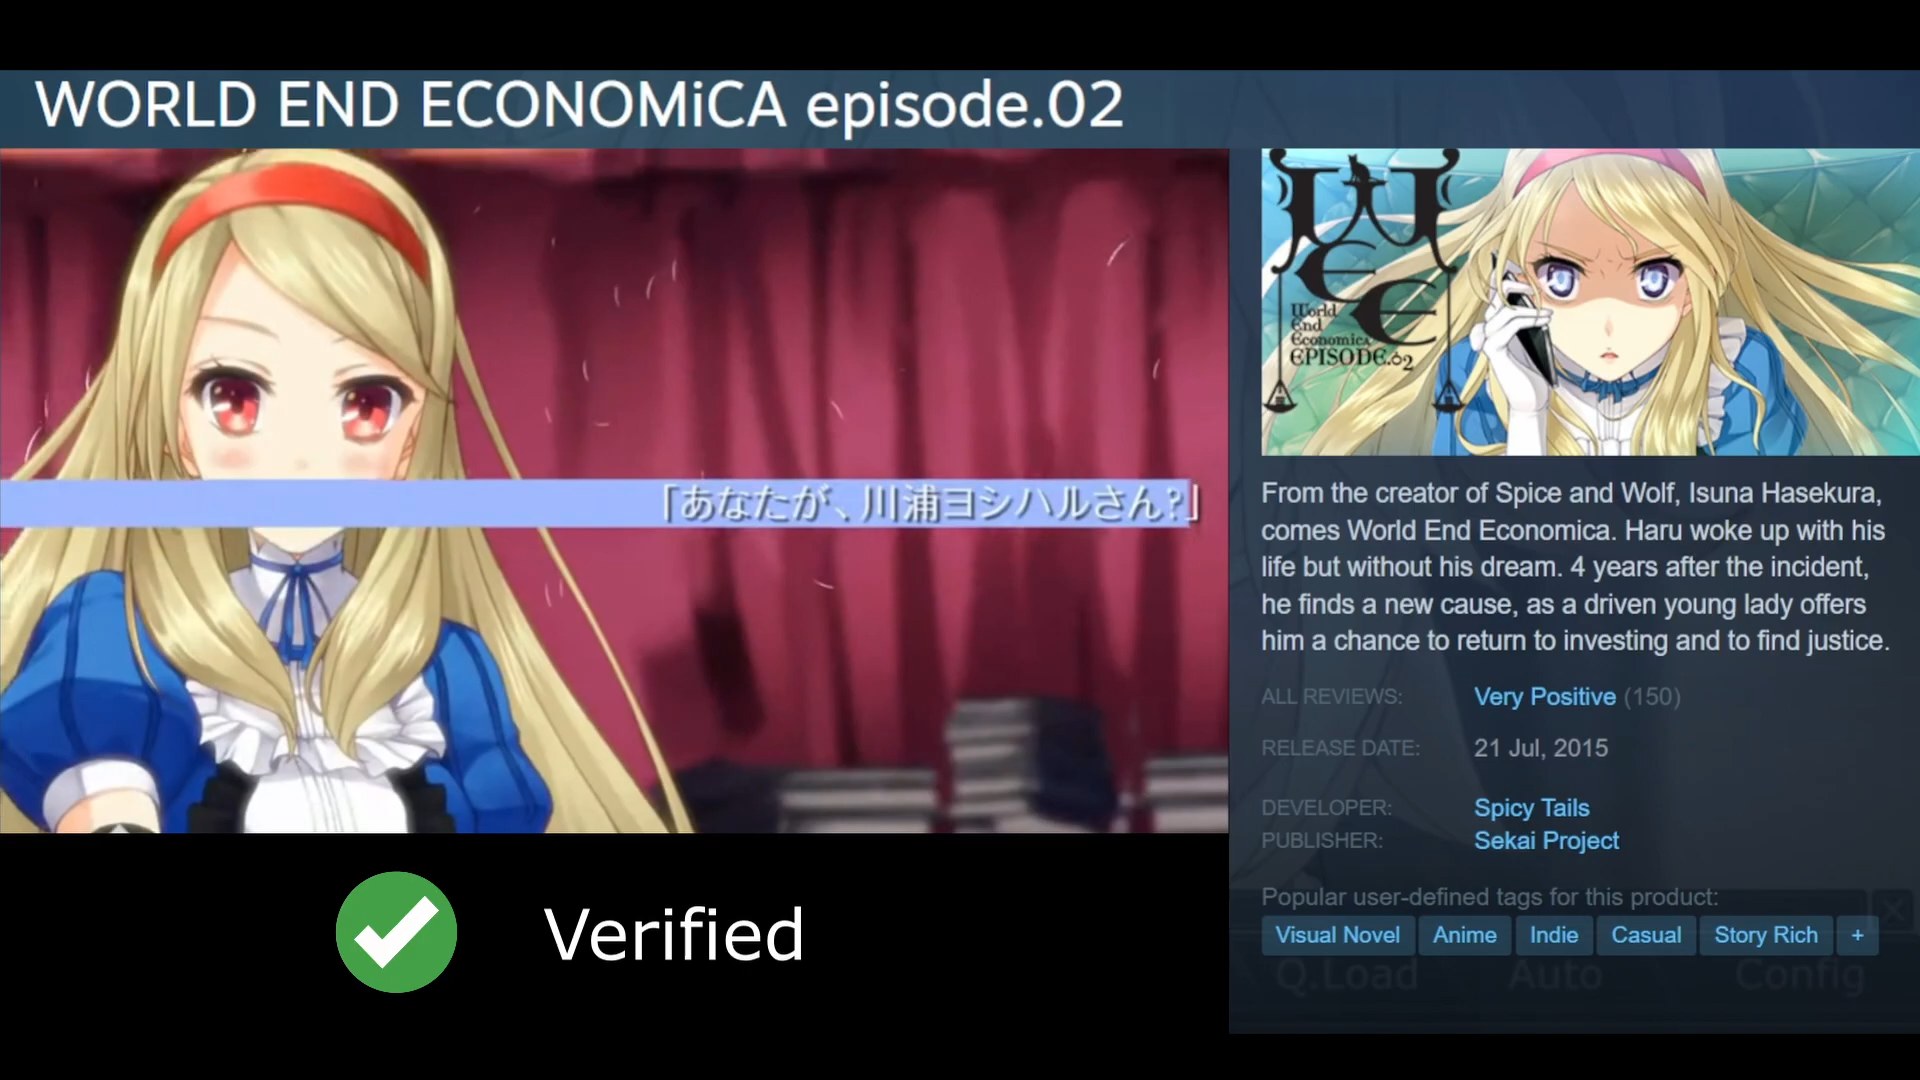 WORLD END ECONOMiCA episode.02
「あなたが、川浦ヨシハルさん?」
WEE
World
End
Economica
EPISODE.02
From the creator of Spice and Wolf, Isuna Hasekura,
comes World End Economica. Haru woke up with his
life but without his dream. 4 years after the incident,
he finds a new cause, as a driven young lady offers
him a chance to return to investing and to find justice.
ALL REVIEWS: Very Positive (150)
RELEASE DATE: 21 Jul, 2015
DEVELOPER: Spicy Tails
PUBLISHER: Sekai Project
Popular user-defined tags for this product:
Visual Novel Anime Indie Casual Story Rich +
Q.Load Auto Config
Verified